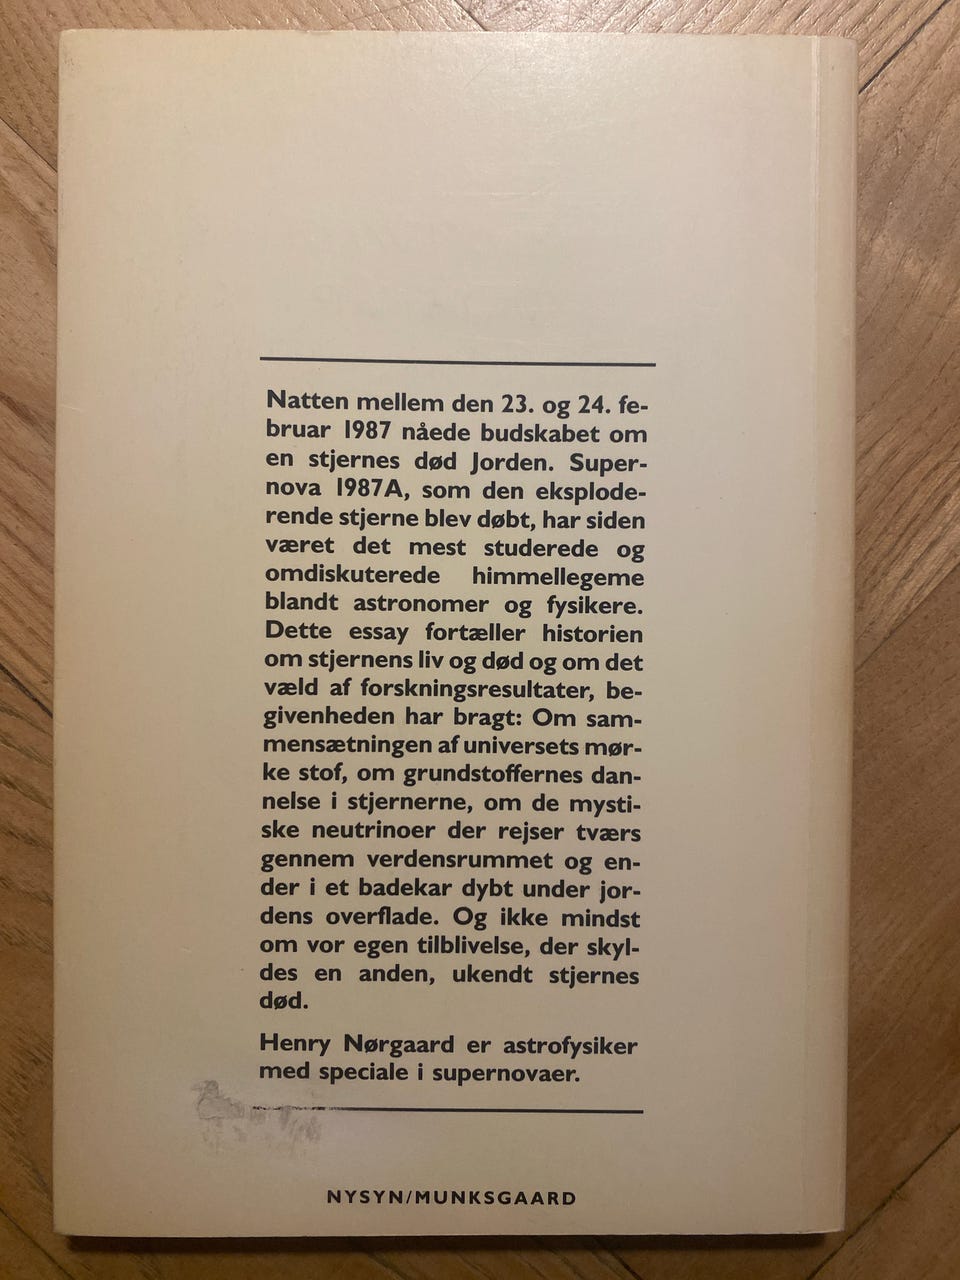 Natten mellem den 23. og 24. fe-
bruar 1987 nåede budskabet om
en stjernes død Jorden. Super-
nova 1987A, som den eksplode-
rende stjerne blev døbt, har siden
været det mest studerede og
omdiskuterede himmellegeme
blandt astronomer og fysikere.
Dette essay fortæller historien
om stjernens liv og død og om det
væld af forskningsresultater, be-
givenheden har bragt: Om sam-
mensætningen af universets mør-
ke stof, om grundstoffernes dan-
nelse i stjernerne, om de mysti-
ske neutrinoer der rejser tværs
gennem verdensrummet og en-
der i et badekar dybt under jor-
dens overflade. Og ikke mindst
om vor egen tilblivelse, der skyl-
des en anden, ukendt stjernes
død.
Henry Nørgaard er astrofysiker
med speciale i supernovaer.
NYSYN/MUNKSGAARD